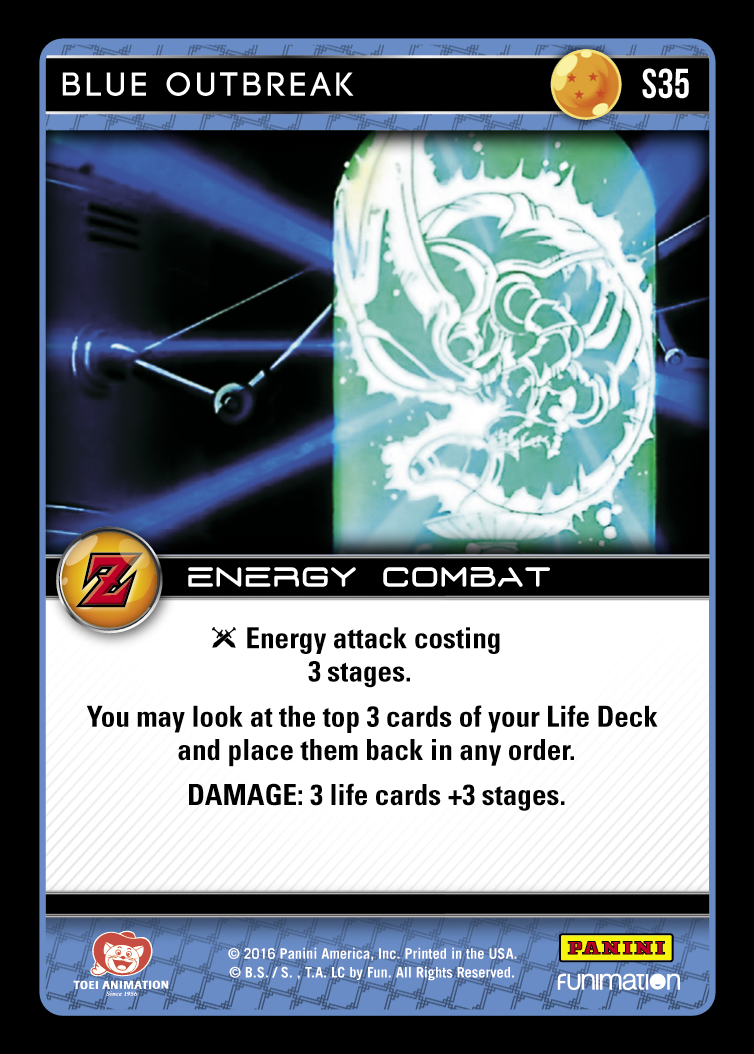 BLUE OUTBREAK
S35
Z
ENERGY COMBAT
Energy attack costing
3 stages.
You may look at the top 3 cards of your Life Deck
and place them back in any order.
DAMAGE: 3 life cards +3 stages.
TOEI ANIMATION
Since 1956
© 2016 Panini America, Inc. Printed in the USA.
© B.S. / S. , T.A. LC by Fun. All Rights Reserved.
PANINI
FUNIMATION